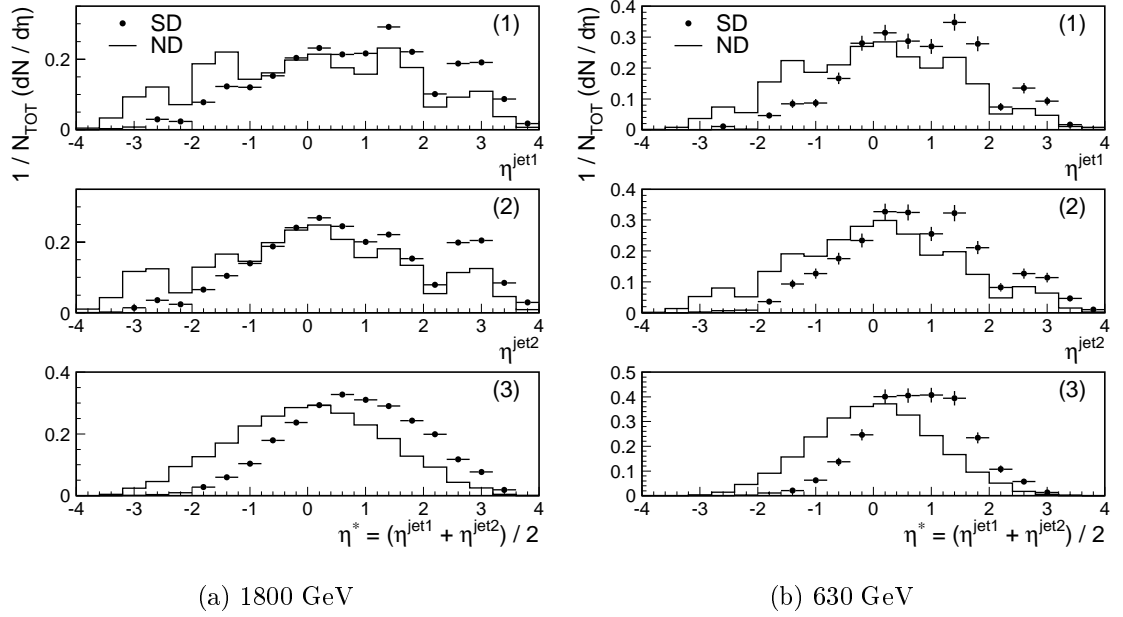 1 / N_TOT (dN / dη)
SD
ND
(1)
0.2
0
-4 -3 -2 -1 0 1 2 3 4
η^jet1
(2)
0.2
0
-4 -3 -2 -1 0 1 2 3 4
η^jet2
(3)
0.4
0.2
0
-4 -3 -2 -1 0 1 2 3 4
η* = (η^jet1 + η^jet2) / 2
(a) 1800 GeV
1 / N_TOT (dN / dη)
SD
ND
(1)
0.4
0.3
0.2
0.1
0
-4 -3 -2 -1 0 1 2 3 4
η^jet1
(2)
0.4
0.3
0.2
0.1
0
-4 -3 -2 -1 0 1 2 3 4
η^jet2
(3)
0.5
0.4
0.3
0.2
0.1
0
-4 -3 -2 -1 0 1 2 3 4
η* = (η^jet1 + η^jet2) / 2
(b) 630 GeV